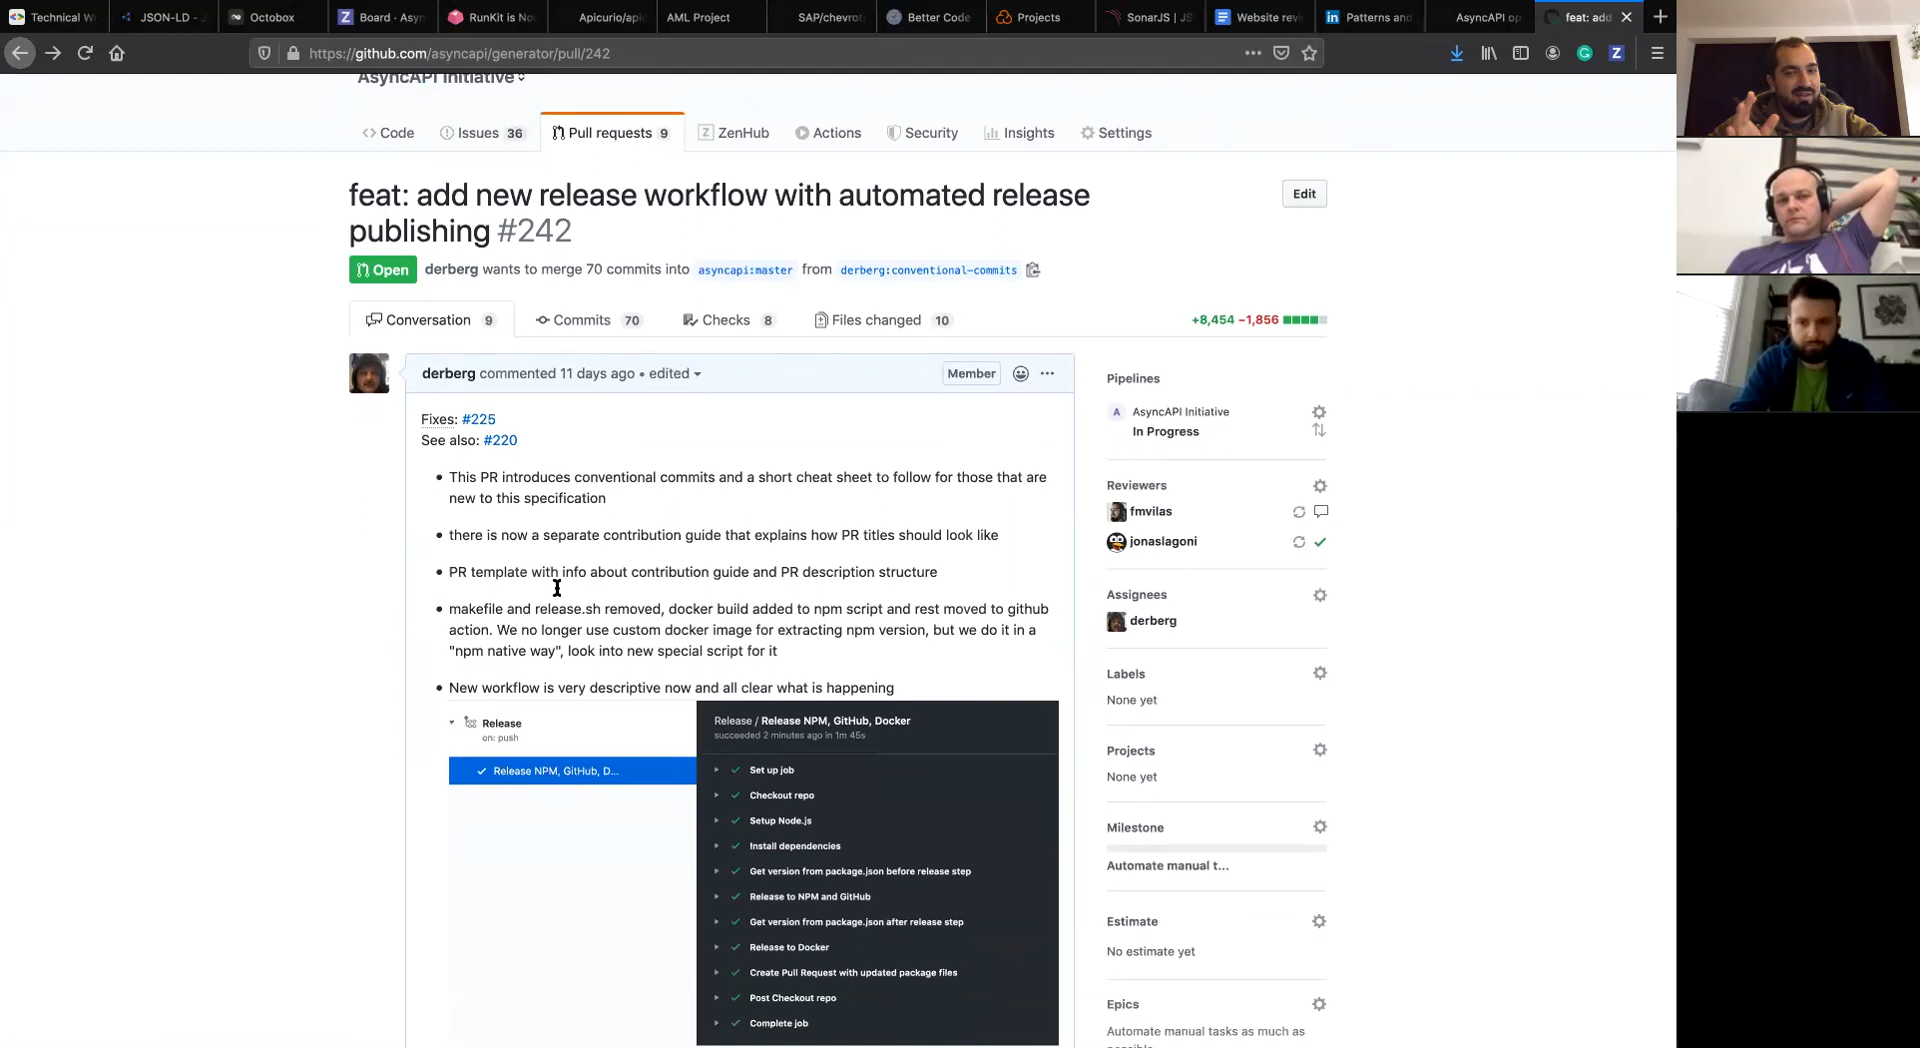 Technical W
JSON-LD -
Octobox
Board · Asyn
RunKit is No
Apicurio/apic
AML Project
SAP/chevrot
Better Code
Projects
SonarJS | JS
Website revi
Patterns and
AsyncAPI op
feat: add
https://github.com/asyncapi/generator/pull/242
AsyncAPI Initiative
Code
Issues 36
Pull requests 9
ZenHub
Actions
Security
Insights
Settings
feat: add new release workflow with automated release
publishing #242
Edit
Open derberg wants to merge 70 commits into asyncapi:master from derberg:conventional-commits
Conversation 9
Commits 70
Checks 8
Files changed 10
+8,454 −1,856
derberg commented 11 days ago • edited
Member
Fixes: #225
See also: #220
• This PR introduces conventional commits and a short cheat sheet to follow for those that are
new to this specification
• there is now a separate contribution guide that explains how PR titles should look like
• PR template with info about contribution guide and PR description structure
• makefile and release.sh removed, docker build added to npm script and rest moved to github
action. We no longer use custom docker image for extracting npm version, but we do it in a
"npm native way", look into new special script for it
• New workflow is very descriptive now and all clear what is happening
Release
on: push
Release NPM, GitHub, D...
Release / Release NPM, GitHub, Docker
succeeded 2 minutes ago in 1m 45s
Set up job
Checkout repo
Setup Node.js
Install dependencies
Get version from package.json before release step
Release to NPM and GitHub
Get version from package.json after release step
Release to Docker
Create Pull Request with updated package files
Post Checkout repo
Complete job
Pipelines
A AsyncAPI Initiative
In Progress
Reviewers
fmvilas
jonaslagoni
Assignees
derberg
Labels
None yet
Projects
None yet
Milestone
Automate manual t...
Estimate
No estimate yet
Epics
Automate manual tasks as much as